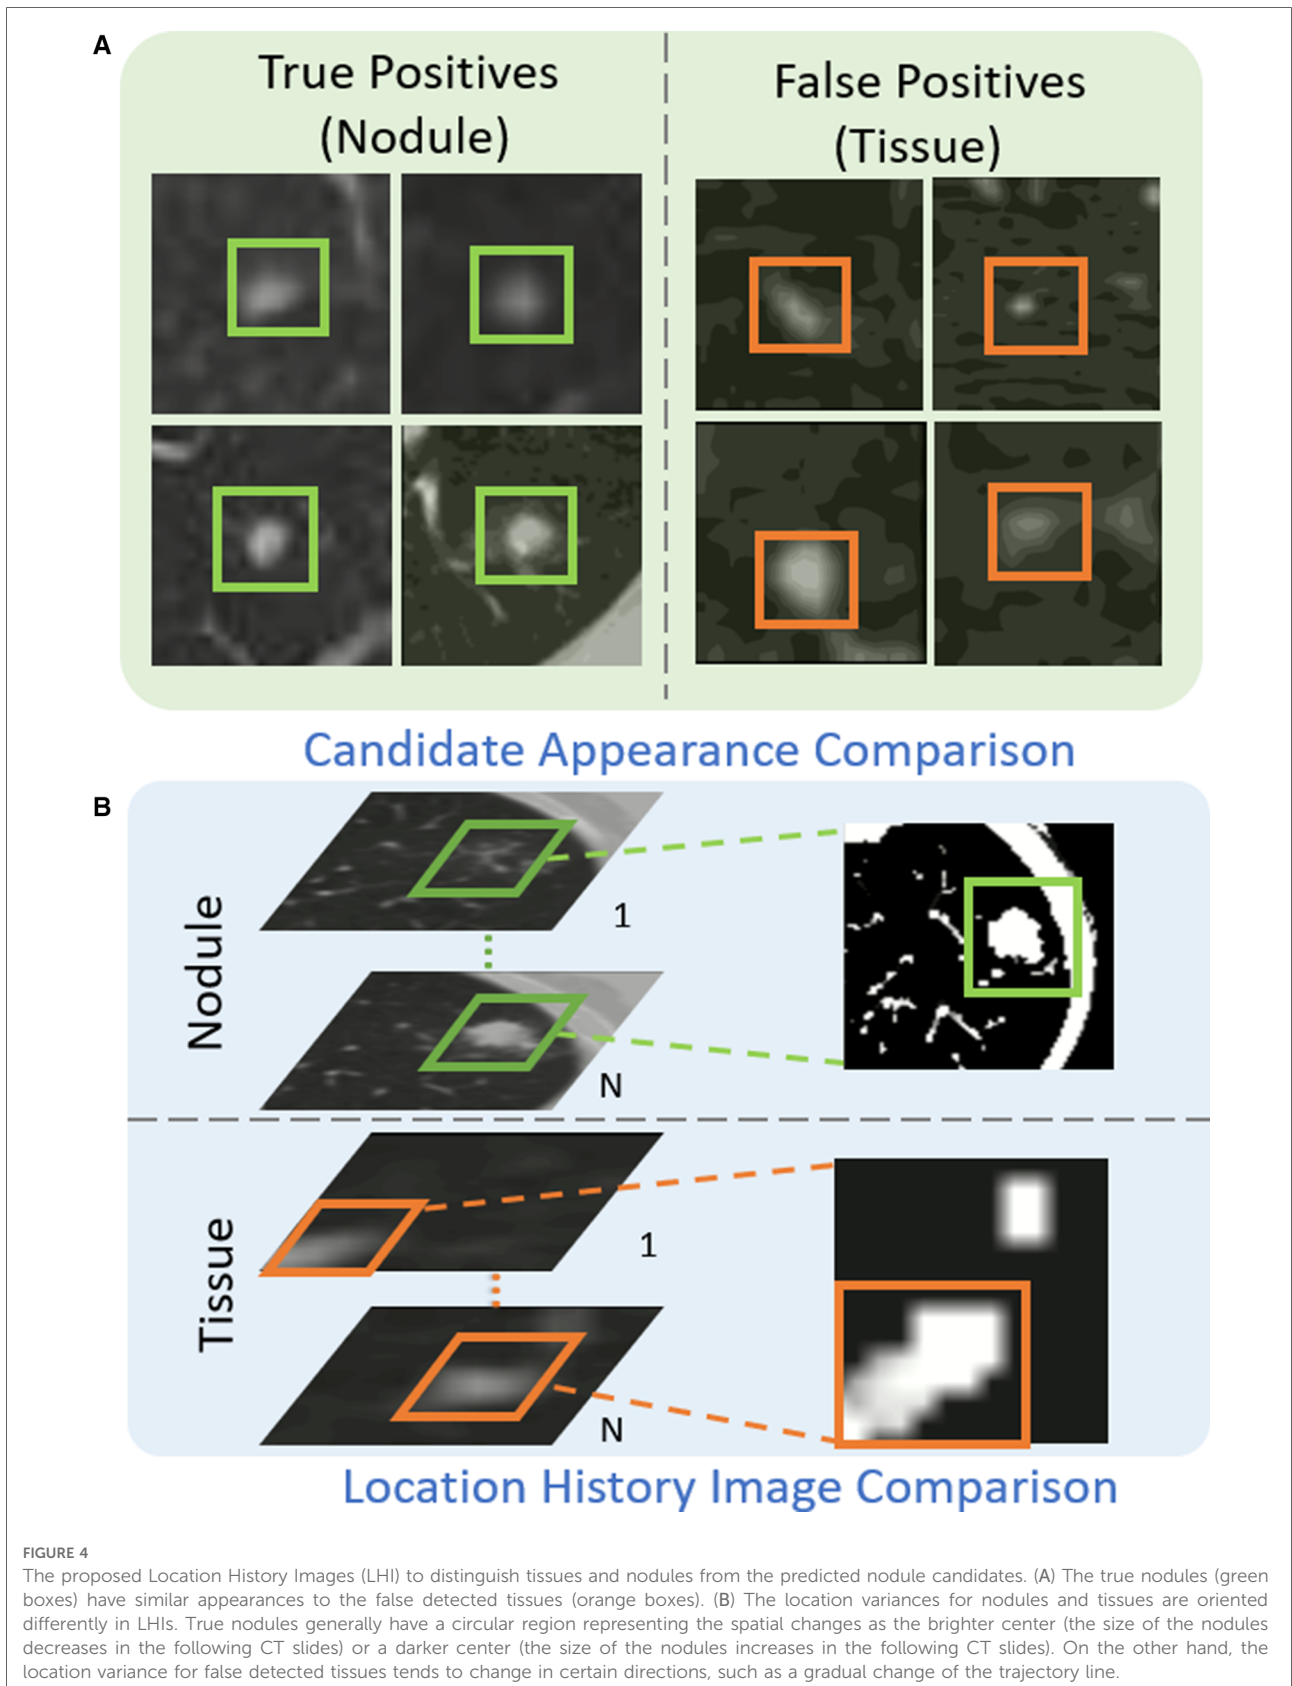 A
True Positives
(Nodule)
False Positives
(Tissue)
Candidate Appearance Comparison
B
Nodule
1
N
Tissue
1
N
Location History Image Comparison
FIGURE 4
The proposed Location History Images (LHI) to distinguish tissues and nodules from the predicted nodule candidates. (A) The true nodules (green
boxes) have similar appearances to the false detected tissues (orange boxes). (B) The location variances for nodules and tissues are oriented
differently in LHIs. True nodules generally have a circular region representing the spatial changes as the brighter center (the size of the nodules
decreases in the following CT slides) or a darker center (the size of the nodules increases in the following CT slides). On the other hand, the
location variance for false detected tissues tends to change in certain directions, such as a gradual change of the trajectory line.